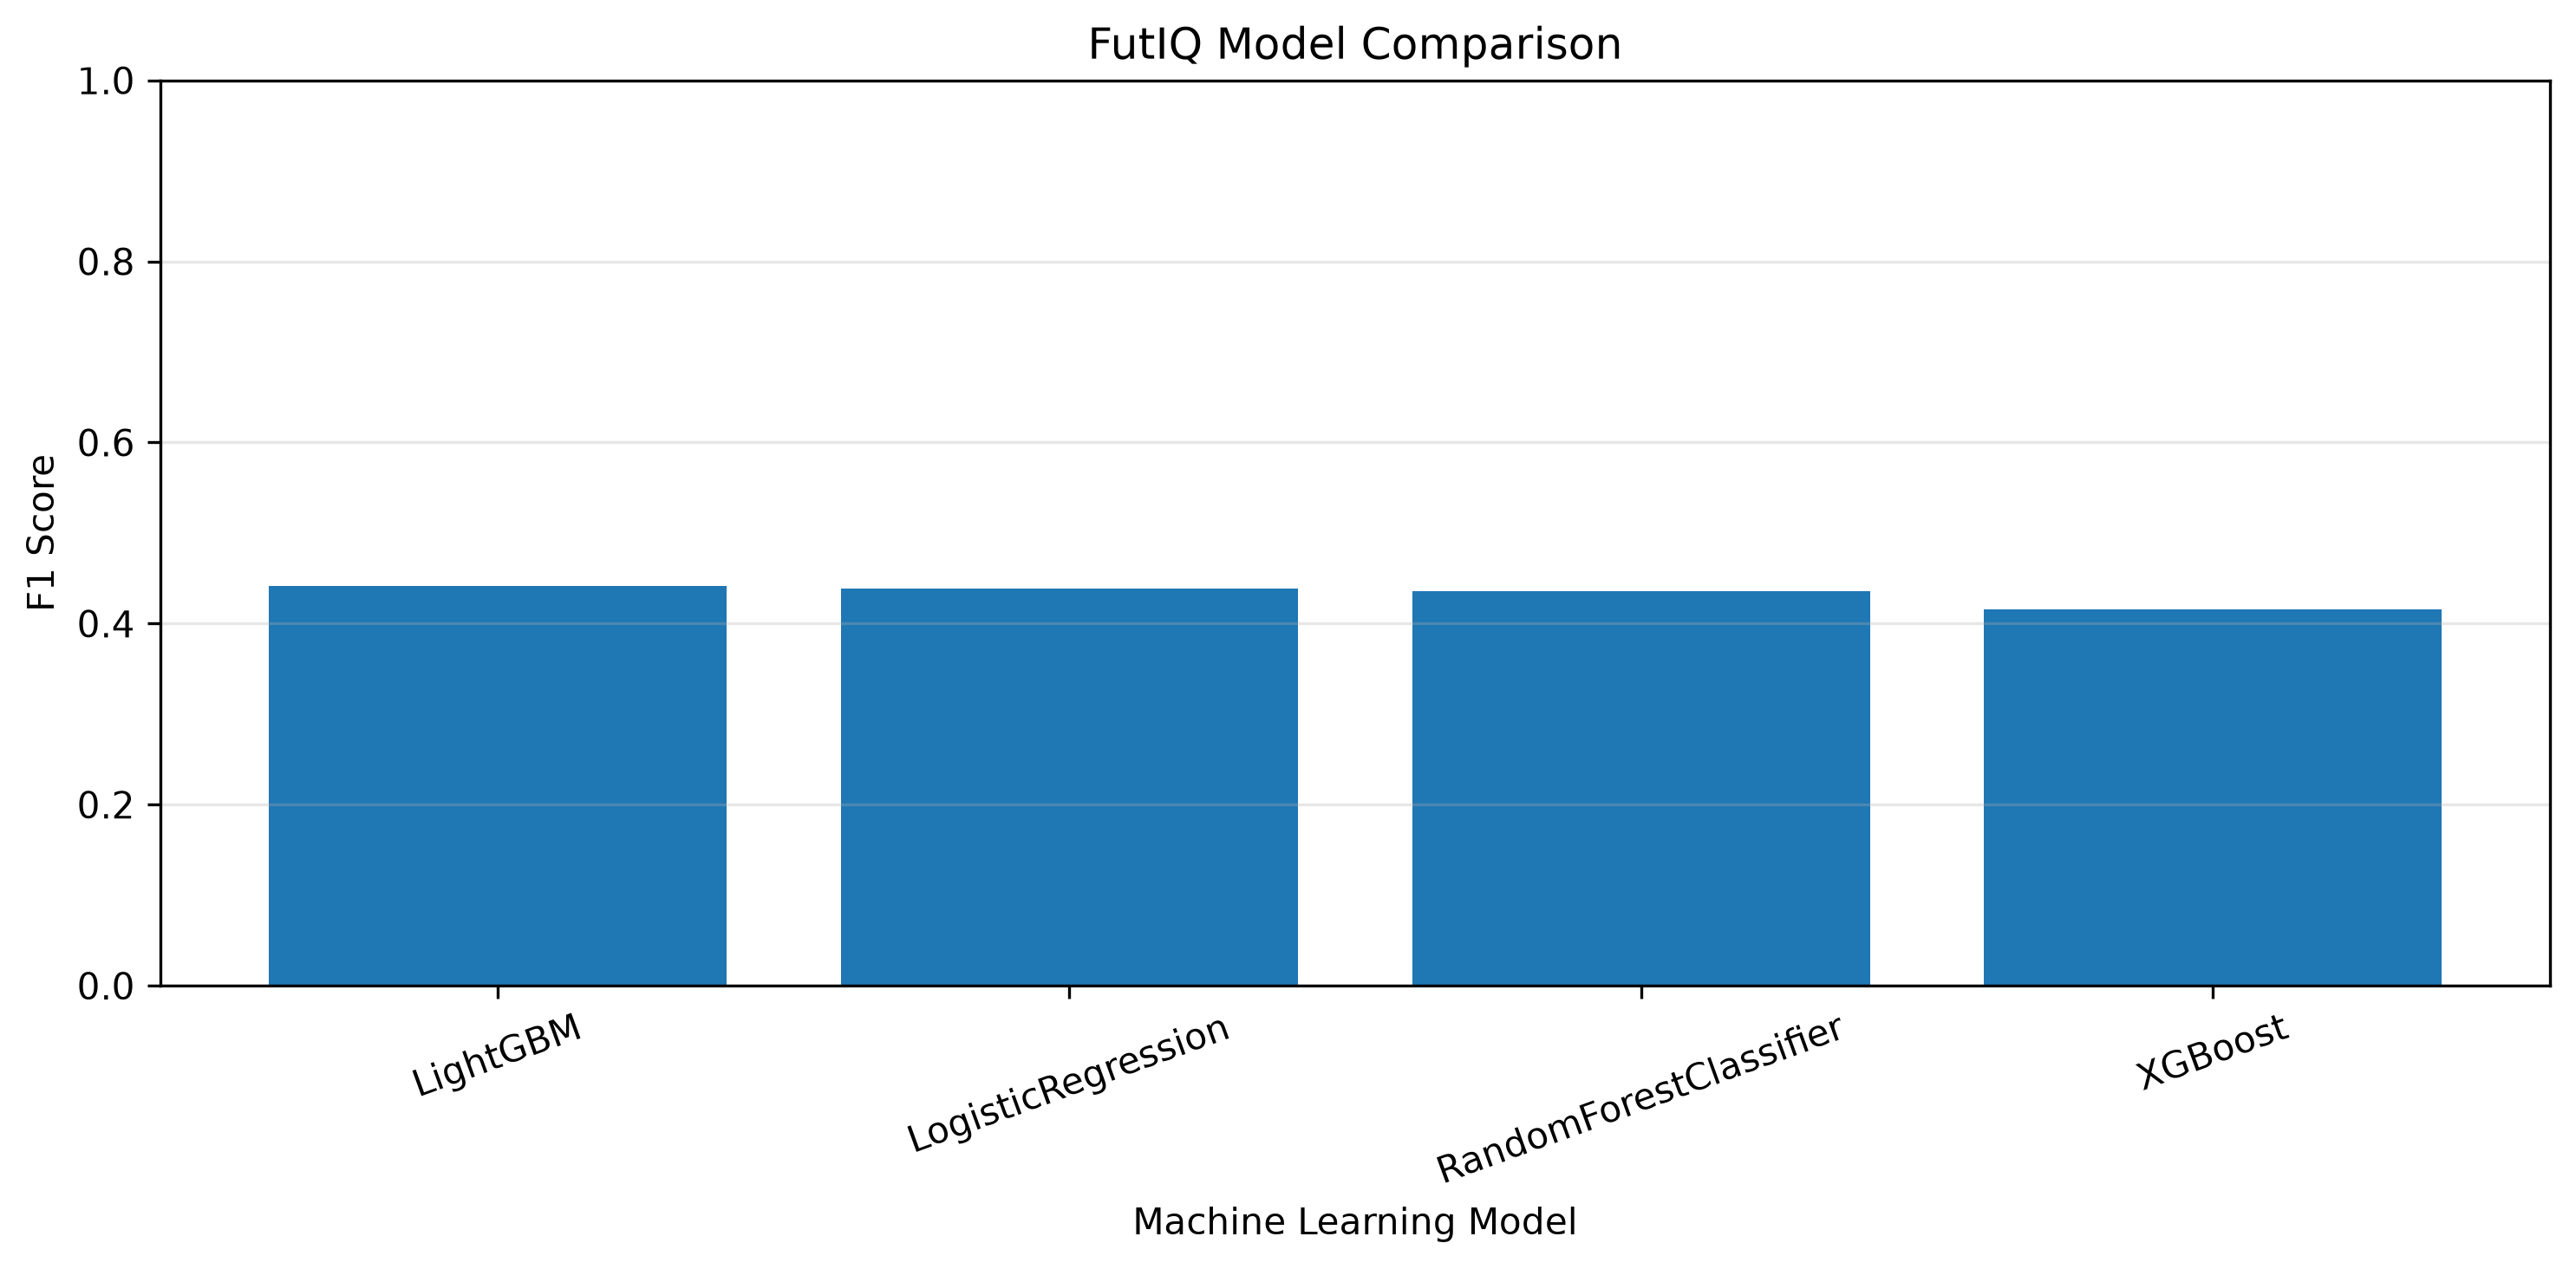 FutIQ Model Comparison
1.0
0.8
0.6
0.4
0.2
0.0
F1 Score
LightGBM
LogisticRegression
RandomForestClassifier
XGBoost
Machine Learning Model